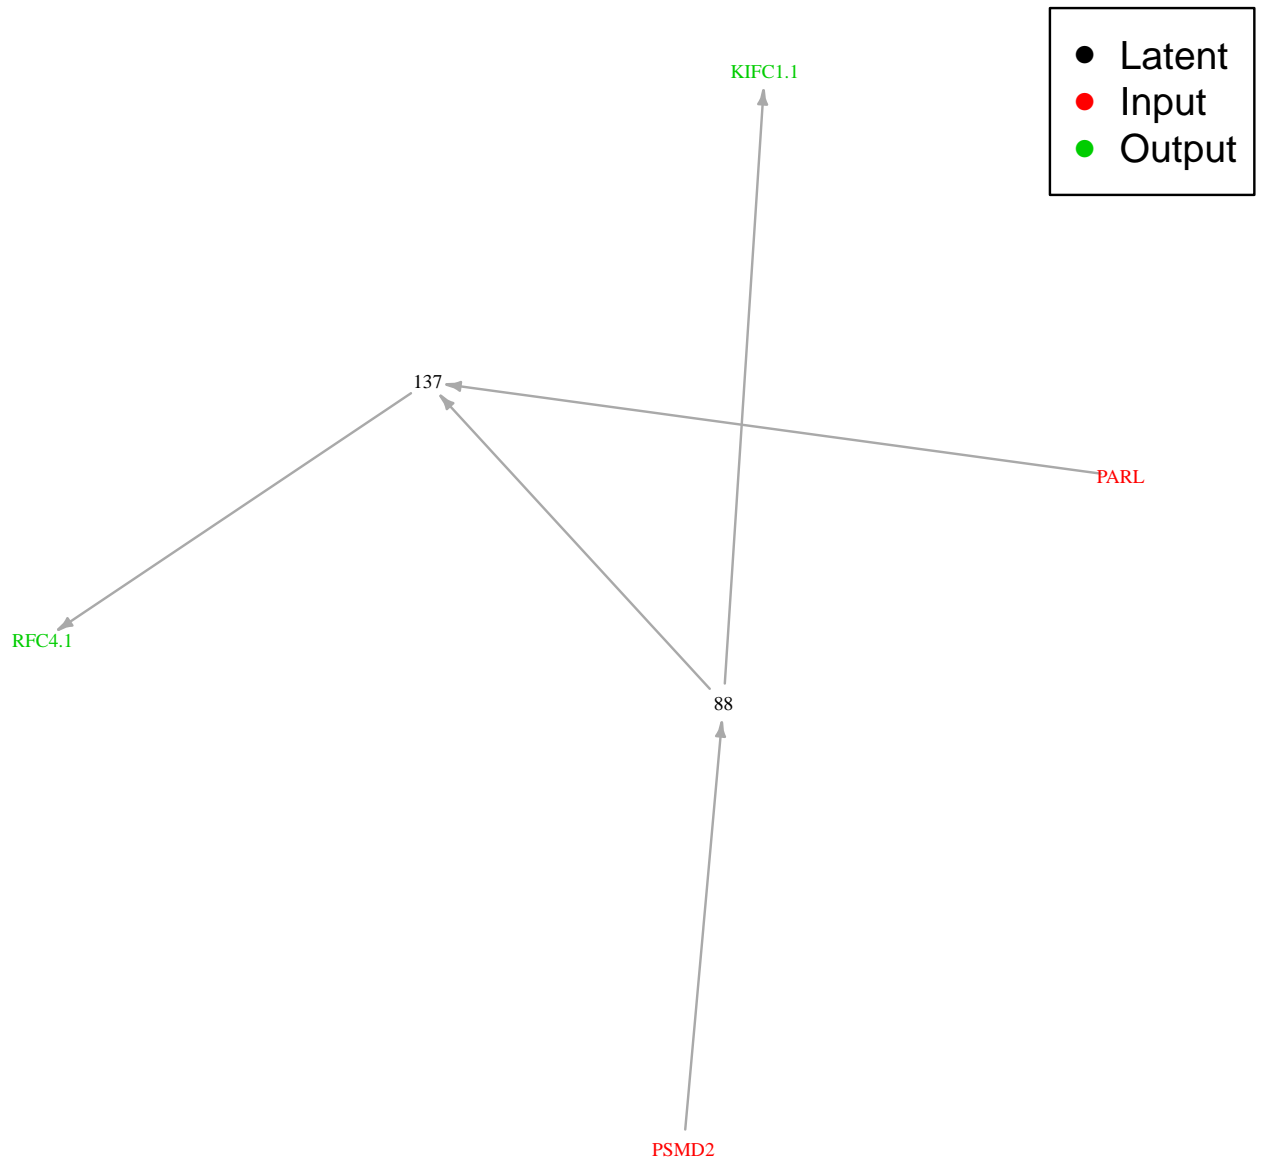 KIFC1.1
Latent
Input
Output
137
PARL
RFC4.1
88
PSMD2